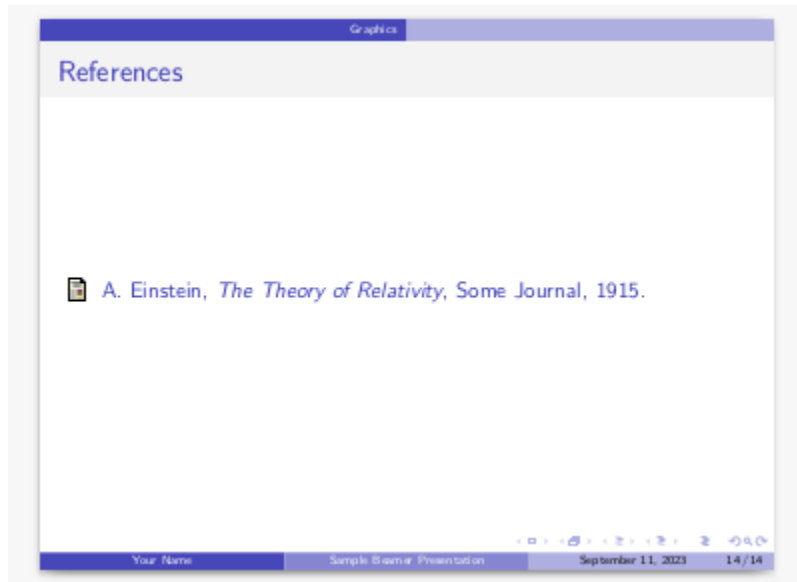 Graphics
References
A. Einstein, The Theory of Relativity, Some Journal, 1915.
Your Name Sample Beamer Presentation September 11, 2023 14/14